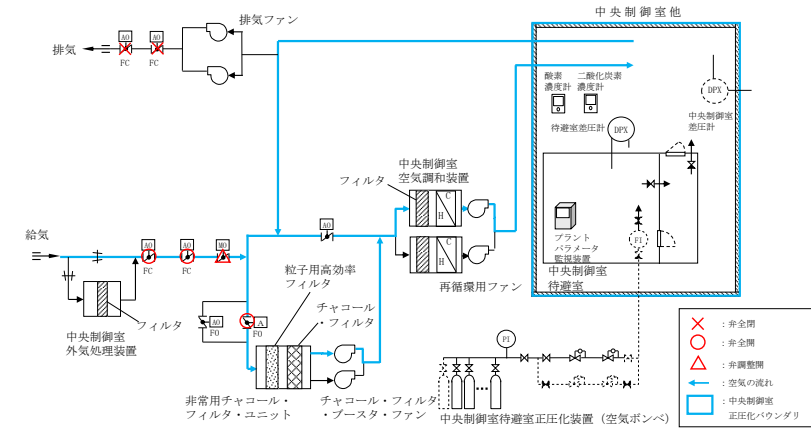 中央制御室他
排気ファン
排気
AO
AO
FC
FC
酸素
濃度計
二酸化炭素
濃度計
DPX
中央制御室
差圧計
待避室差圧計
DPX
中央制御室
空気調和装置
フィルタ
C
H
C
H
再循環用ファン
AO
給気
AO
AO
MO
FC
FC
フィルタ
中央制御室
外気処理装置
粒子用高効率
フィルタ
チャコール
・フィルタ
FO
A
FO
非常用チャコール・
フィルタ・ユニット
チャコール・フィルタ
・ブースタ・ファン
プラント
パラメータ
監視装置
FI
中央制御室
待避室
PI
中央制御室待避室正圧化装置（空気ボンベ）
：弁全閉
：弁全開
：弁調整開
：空気の流れ
：中央制御室
正圧化バウンダリ